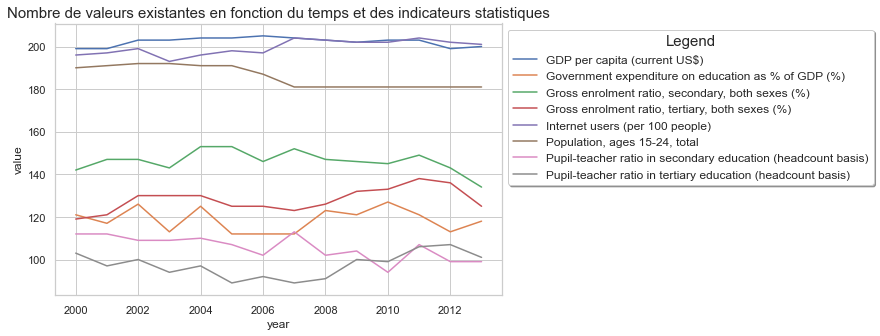 Nombre de valeurs existantes en fonction du temps et des indicateurs statistiques
Legend
GDP per capita (current US$)
Government expenditure on education as % of GDP (%)
Gross enrolment ratio, secondary, both sexes (%)
Gross enrolment ratio, tertiary, both sexes (%)
Internet users (per 100 people)
Population, ages 15-24, total
Pupil-teacher ratio in secondary education (headcount basis)
Pupil-teacher ratio in tertiary education (headcount basis)
value
200
180
160
140
120
100
2000 2002 2004 2006 2008 2010 2012
year